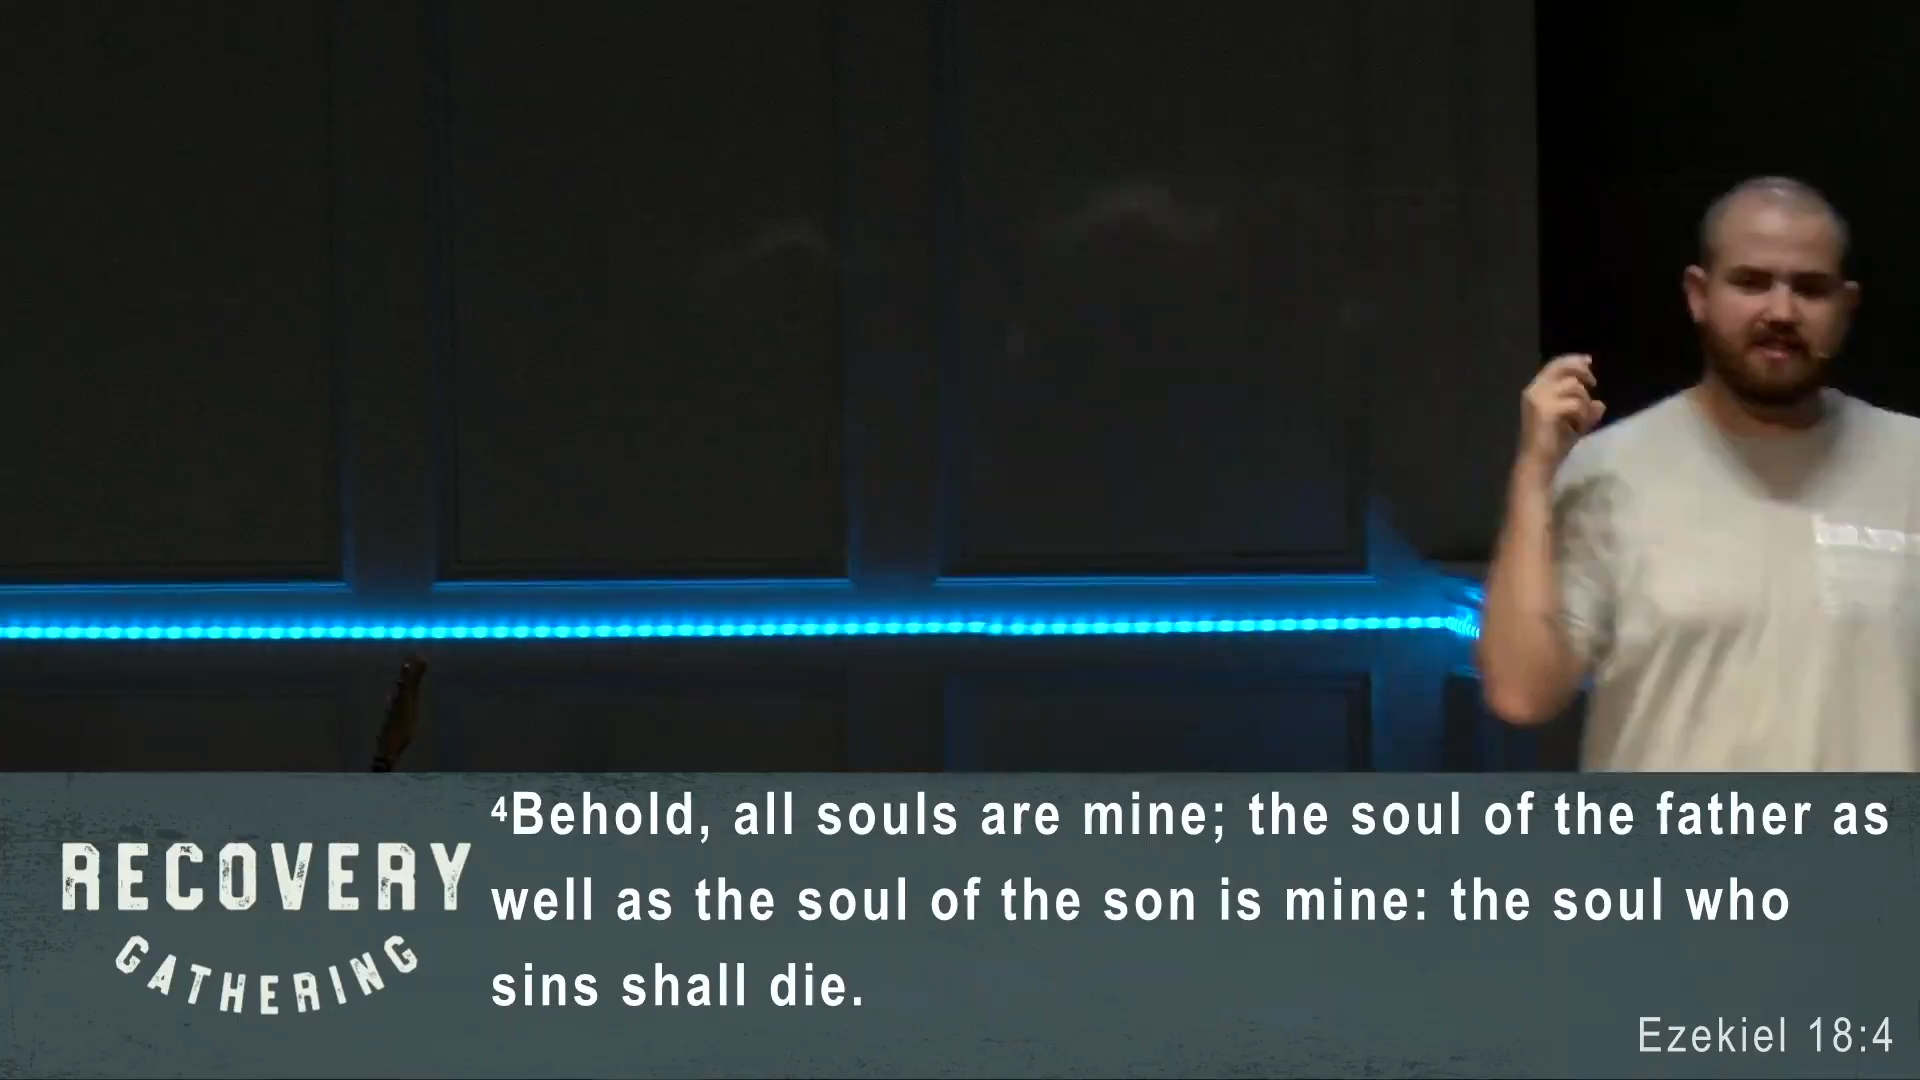 RECOVERY
GATHERING
4Behold, all souls are mine; the soul of the father as
well as the soul of the son is mine: the soul who
sins shall die.
Ezekiel 18:4